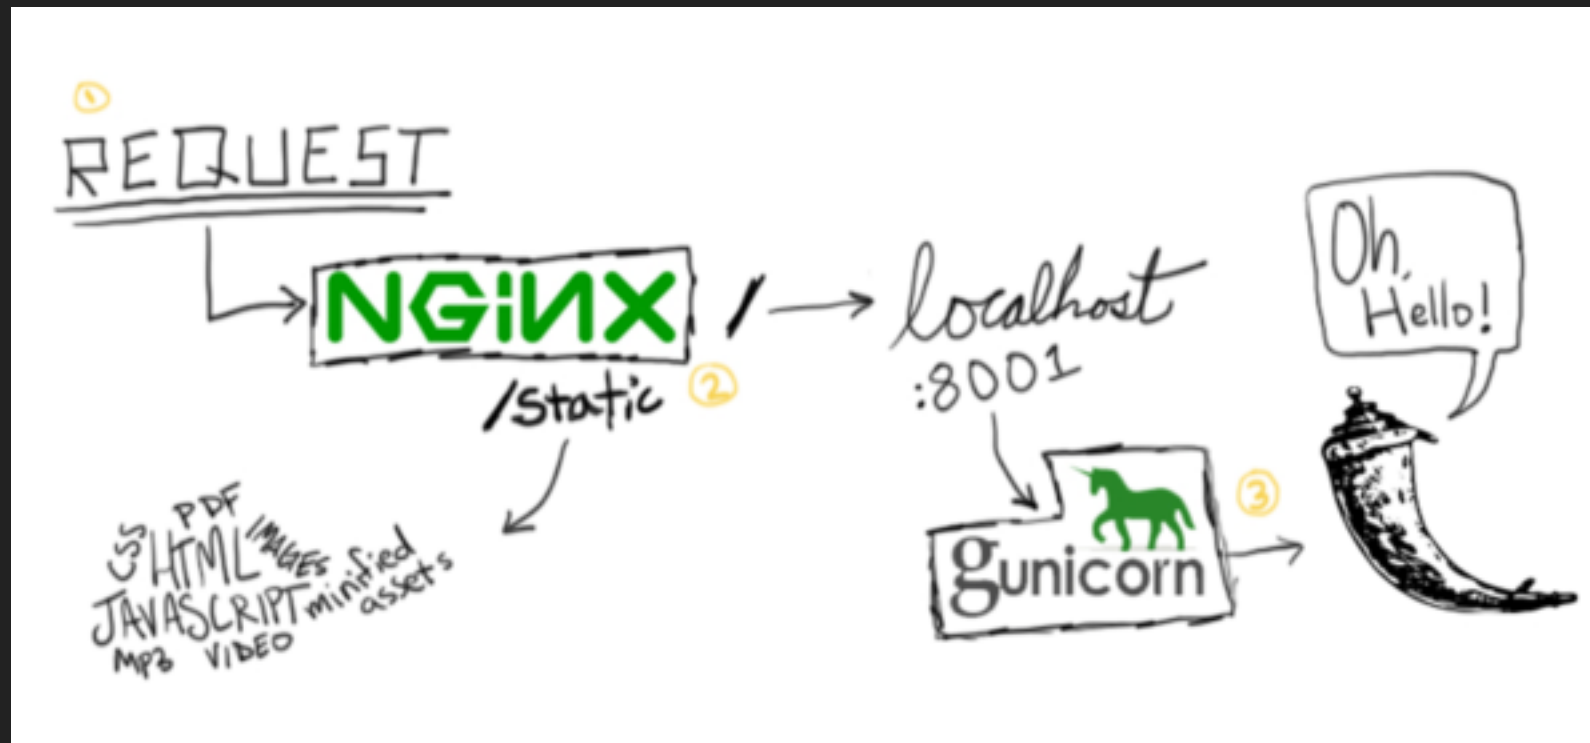 1
REQUEST
NGINX
/
/static
2
localhost
:8001
Oh,
Hello!
gunicorn
3
CSS
PDF
HTML
IMAGES
JAVASCRIPT
minified
assets
MP3
VIDEO